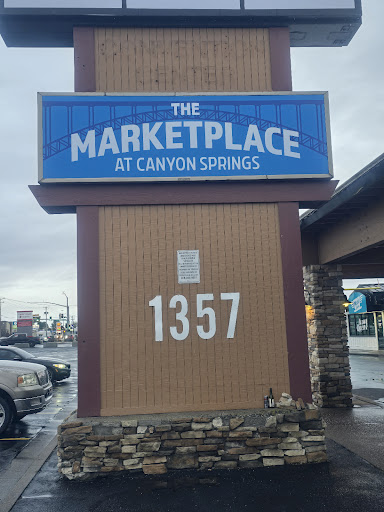 THE
MARKETPLACE
AT CANYON SPRINGS
1357